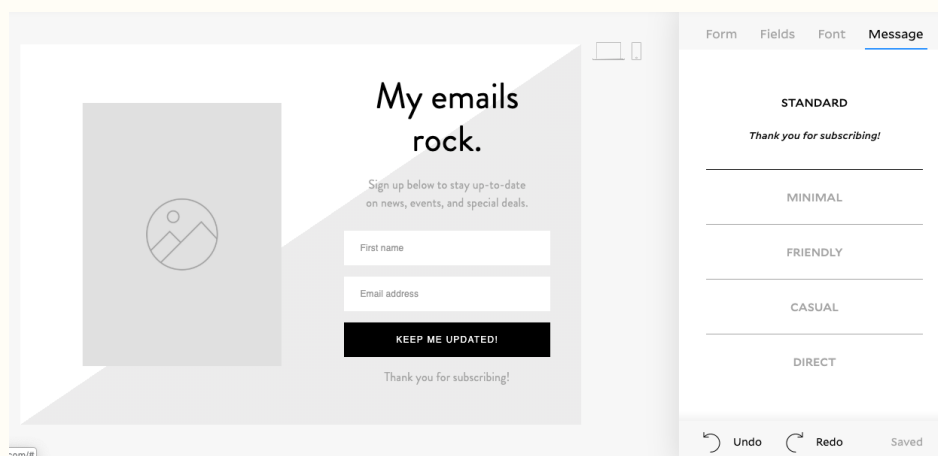 Form Fields Font Message
My emails
rock.
Sign up below to stay up-to-date
on news, events, and special deals.
First name
Email address
KEEP ME UPDATED!
Thank you for subscribing!
STANDARD
Thank you for subscribing!
MINIMAL
FRIENDLY
CASUAL
DIRECT
Undo Redo Saved
com/#